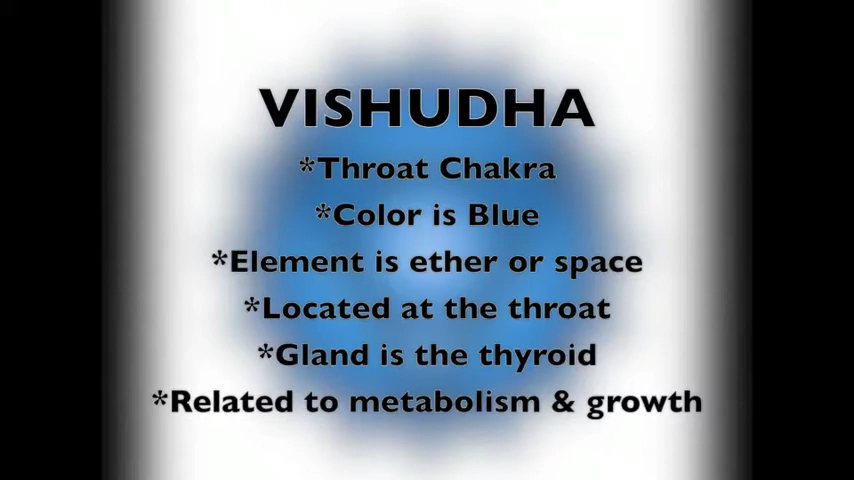 VISHUDHA
*Throat Chakra
*Color is Blue
*Element is ether or space
*Located at the throat
*Gland is the thyroid
*Related to metabolism & growth